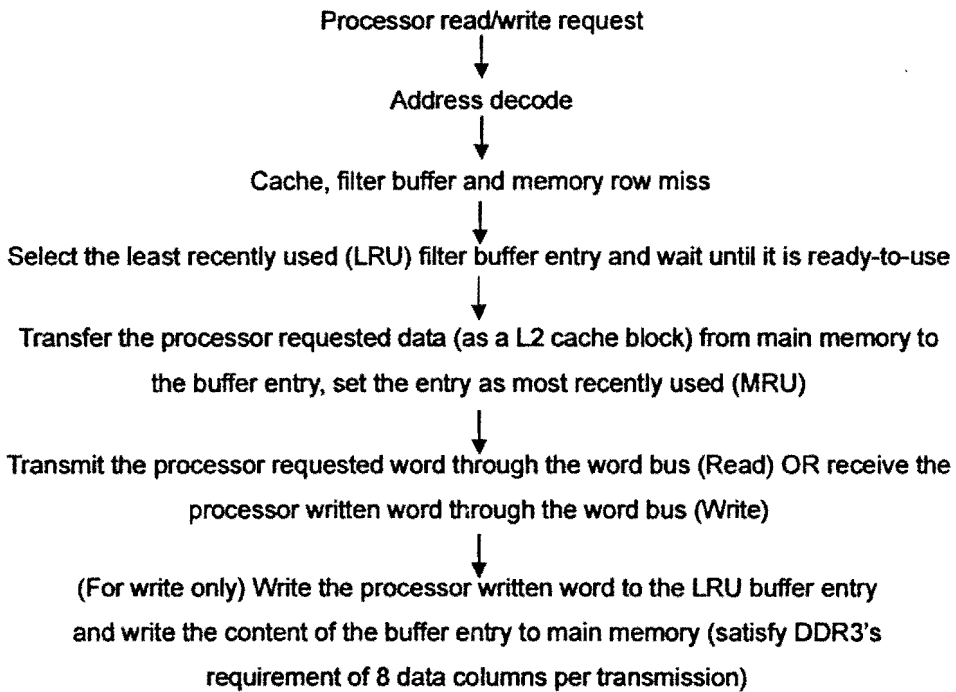 Processor read/write request
Address decode
Cache, filter buffer and memory row miss
Select the least recently used (LRU) filter buffer entry and wait until it is ready-to-use
Transfer the processor requested data (as a L2 cache block) from main memory to
the buffer entry, set the entry as most recently used (MRU)
Transmit the processor requested word through the word bus (Read) OR receive the
processor written word through the word bus (Write)
(For write only) Write the processor written word to the LRU buffer entry
and write the content of the buffer entry to main memory (satisfy DDR3's
requirement of 8 data columns per transmission)